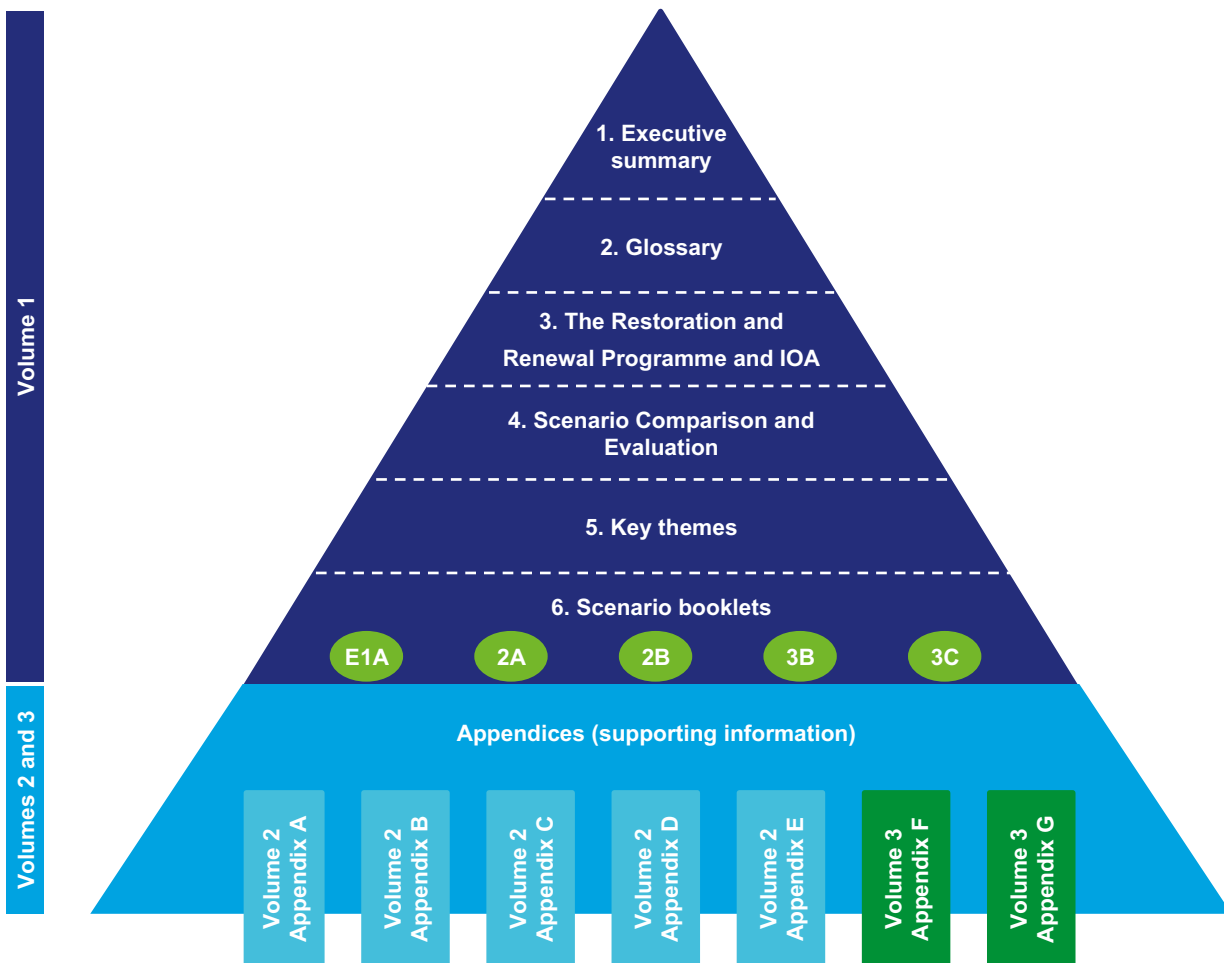 Volume 1
1. Executive
summary
2. Glossary
3. The Restoration and
Renewal Programme and IOA
4. Scenario Comparison and
Evaluation
5. Key themes
6. Scenario booklets
E1A
2A
2B
3B
3C
Volumes 2 and 3
Appendices (supporting information)
Volume 2
Appendix A
Volume 2
Appendix B
Volume 2
Appendix C
Volume 2
Appendix D
Volume 2
Appendix E
Volume 3
Appendix F
Volume 3
Appendix G